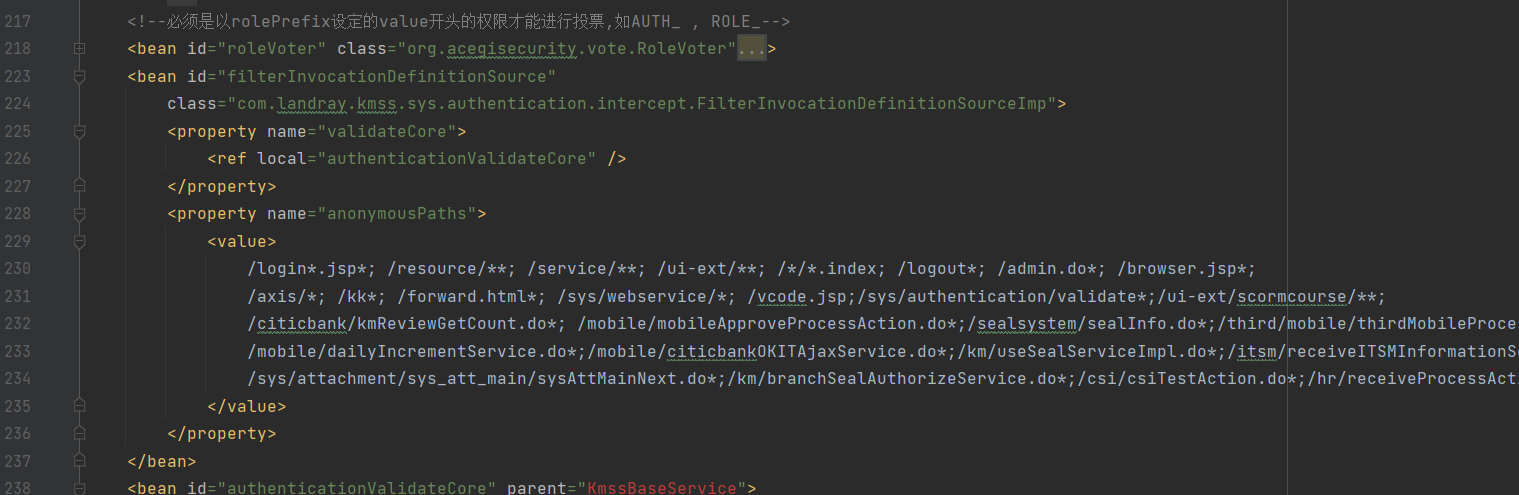 217 <!--必须是以rolePrefix设定的value开头的权限才能进行投票,如AUTH_ , ROLE_-->
218 <bean id="roleVoter" class="org.acegisecurity.vote.RoleVoter"...>
223 <bean id="filterInvocationDefinitionSource"
224 class="com.landray.kmss.sys.authentication.intercept.FilterInvocationDefinitionSourceImp">
225 <property name="validateCore">
226 <ref local="authenticationValidateCore" />
227 </property>
228 <property name="anonymousPaths">
229 <value>
230 /login*.jsp*; /resource/**; /service/**; /ui-ext/**; /*/*.index; /logout*; /admin.do*; /browser.jsp*;
231 /axis/*; /kk*; /forward.html*; /sys/webservice/*; /vcode.jsp;/sys/authentication/validate*;/ui-ext/scormcourse/**;
232 /citicbank/kmReviewGetCount.do*; /mobile/mobileApproveProcessAction.do*;/sealsystem/sealInfo.do*;/third/mobile/thirdMobileProce
233 /mobile/dailyIncrementService.do*;/mobile/citicbankOKITAjaxService.do*;/km/useSealServiceImpl.do*;/itsm/receiveITSMInformationS
234 /sys/attachment/sys_att_main/sysAttMainNext.do*;/km/branchSealAuthorizeService.do*;/csi/csiTestAction.do*;/hr/receiveProcessAct
235 </value>
236 </property>
237 </bean>
238 <bean id="authenticationValidateCore" parent="KmssBaseService">